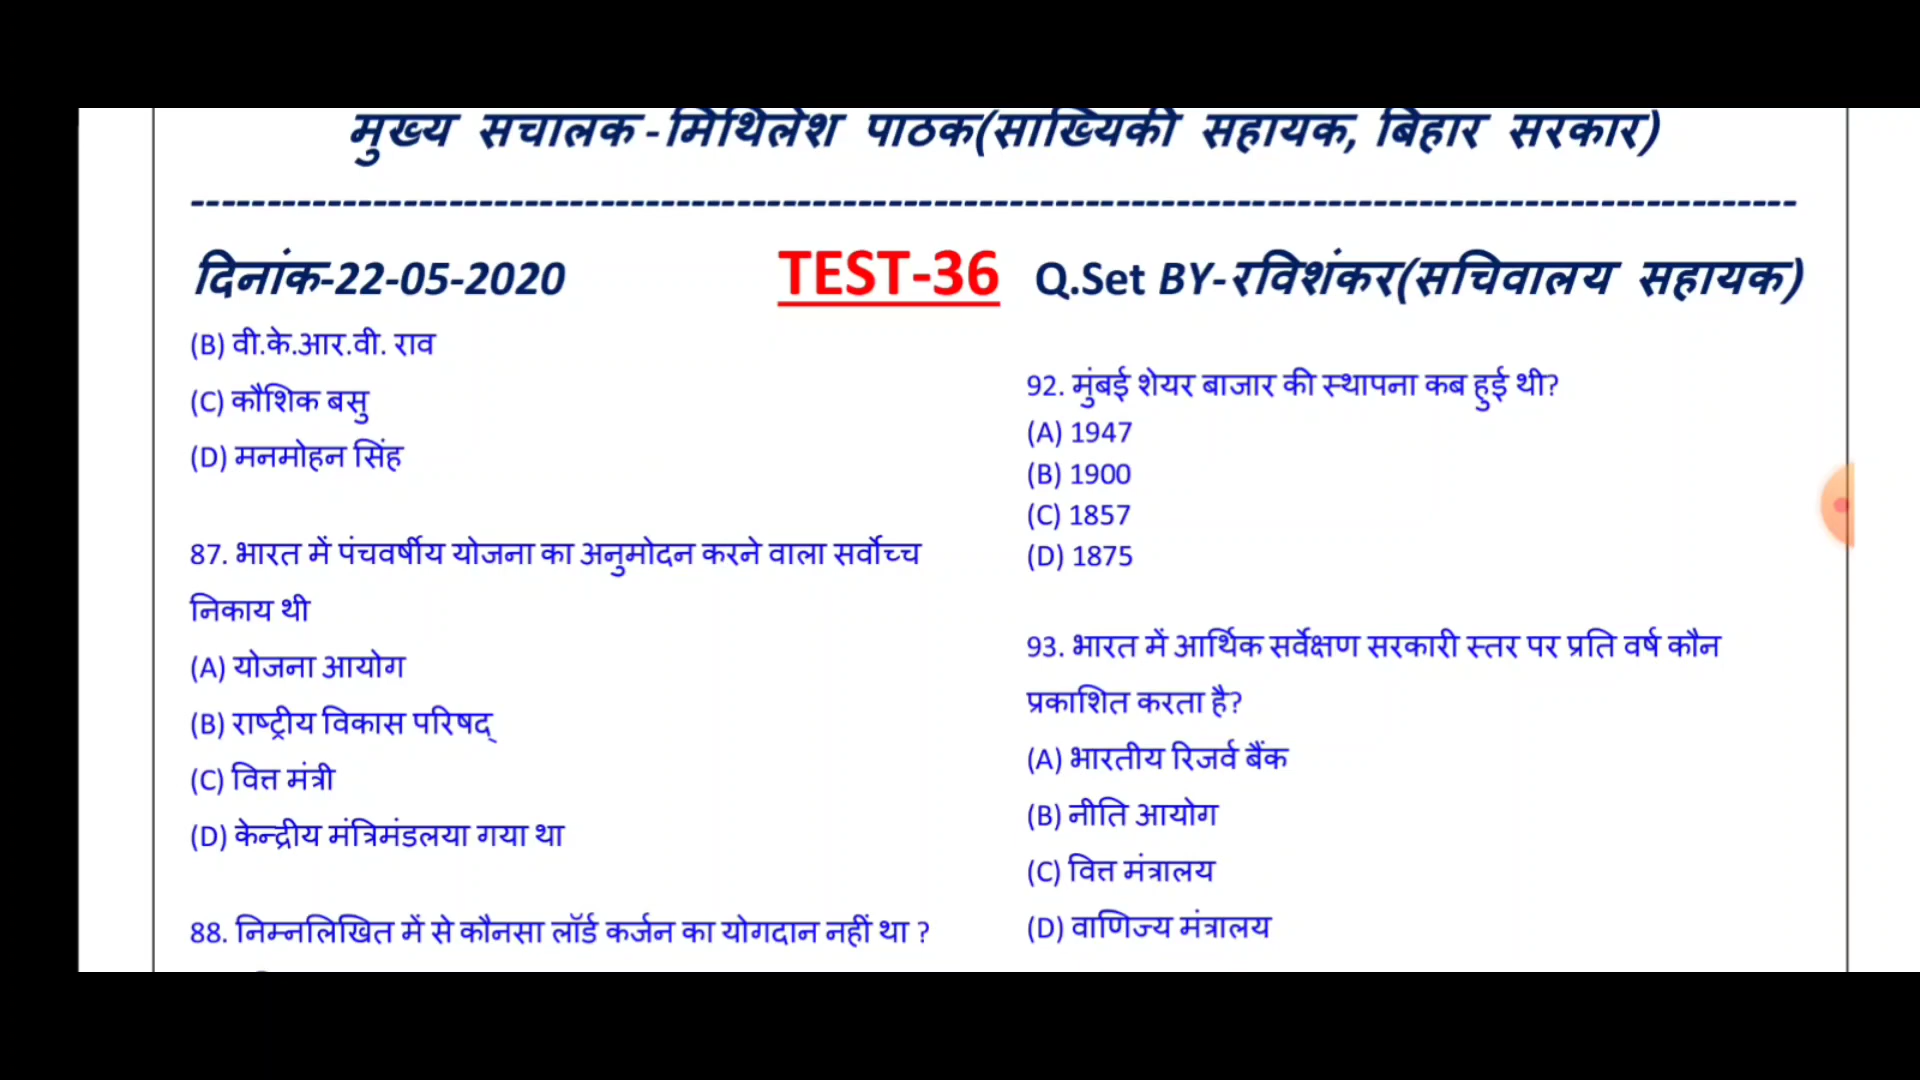 मुख्य सचालक-मिथिलेश पाठक(साख्यिकी सहायक, बिहार सरकार)
दिनांक-22-05-2020 TEST-36 Q.Set BY-रविशंकर(सचिवालय सहायक)
(B) वी.के.आर.वी. राव
(C) कौशिक बसु
(D) मनमोहन सिंह
87. भारत में पंचवर्षीय योजना का अनुमोदन करने वाला सर्वोच्च
निकाय थी
(A) योजना आयोग
(B) राष्ट्रीय विकास परिषद्
(C) वित्त मंत्री
(D) केन्द्रीय मंत्रिमंडलया गया था
88. निम्नलिखित में से कौनसा लॉर्ड कर्जन का योगदान नहीं था ?
92. मुंबई शेयर बाजार की स्थापना कब हुई थी?
(A) 1947
(B) 1900
(C) 1857
(D) 1875
93. भारत में आर्थिक सर्वेक्षण सरकारी स्तर पर प्रति वर्ष कौन
प्रकाशित करता है?
(A) भारतीय रिजर्व बैंक
(B) नीति आयोग
(C) वित्त मंत्रालय
(D) वाणिज्य मंत्रालय